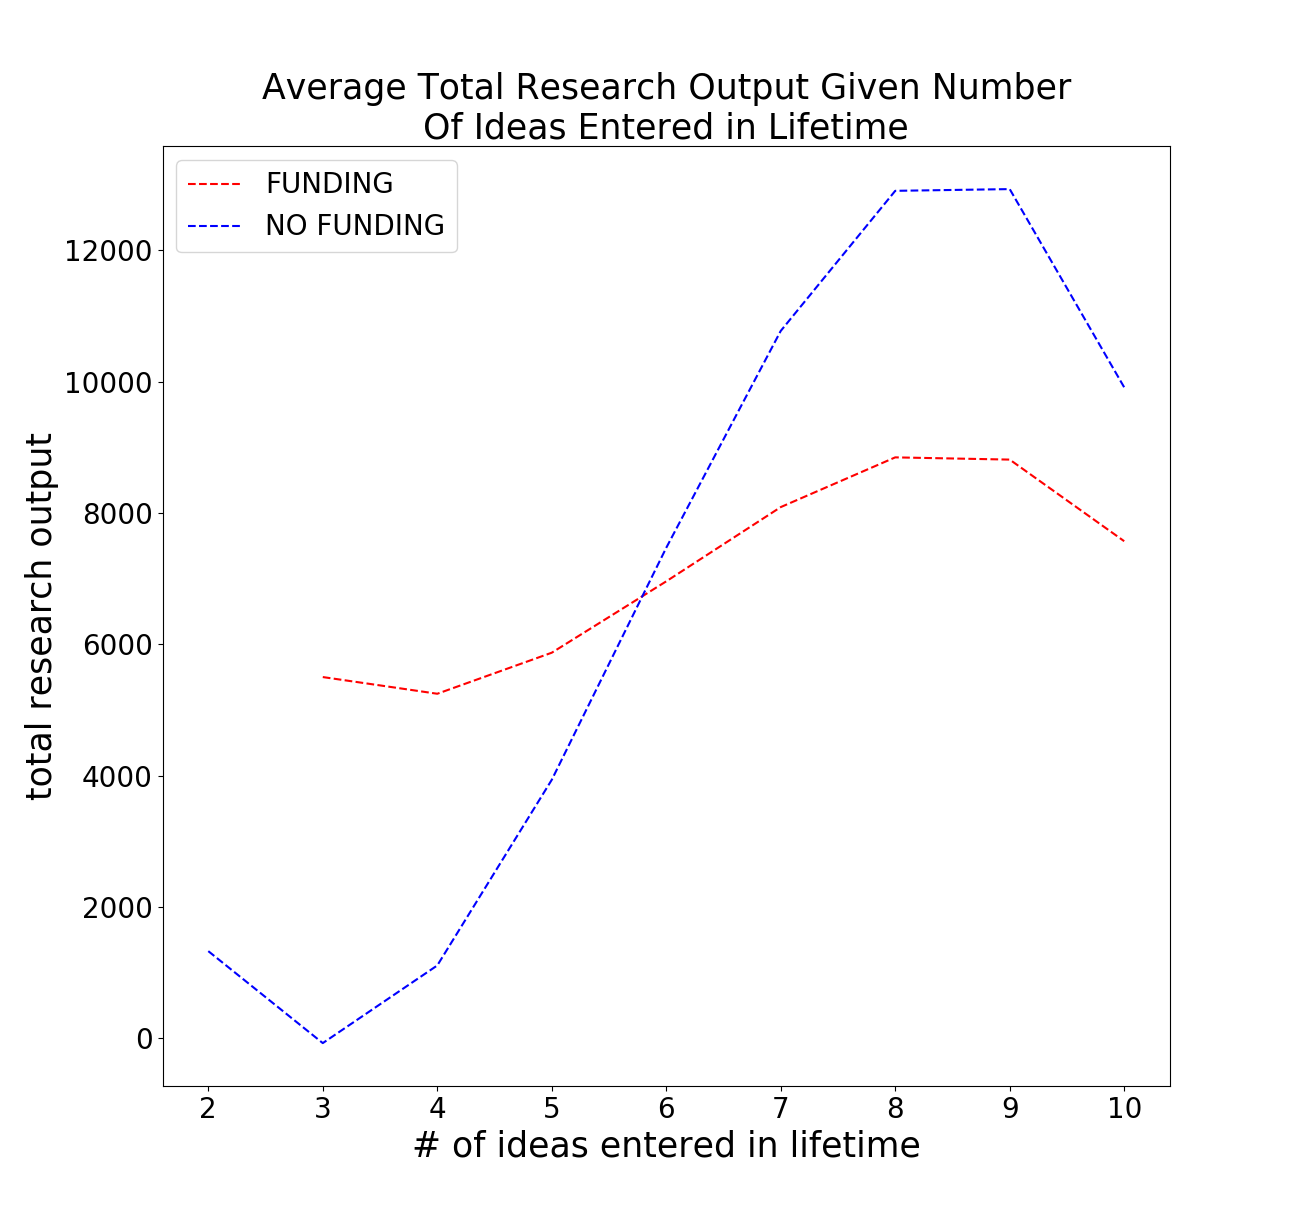 Average Total Research Output Given Number
Of Ideas Entered in Lifetime
FUNDING
NO FUNDING
12000
10000
8000
6000
4000
2000
0
total research output
2 3 4 5 6 7 8 9 10
# of ideas entered in lifetime